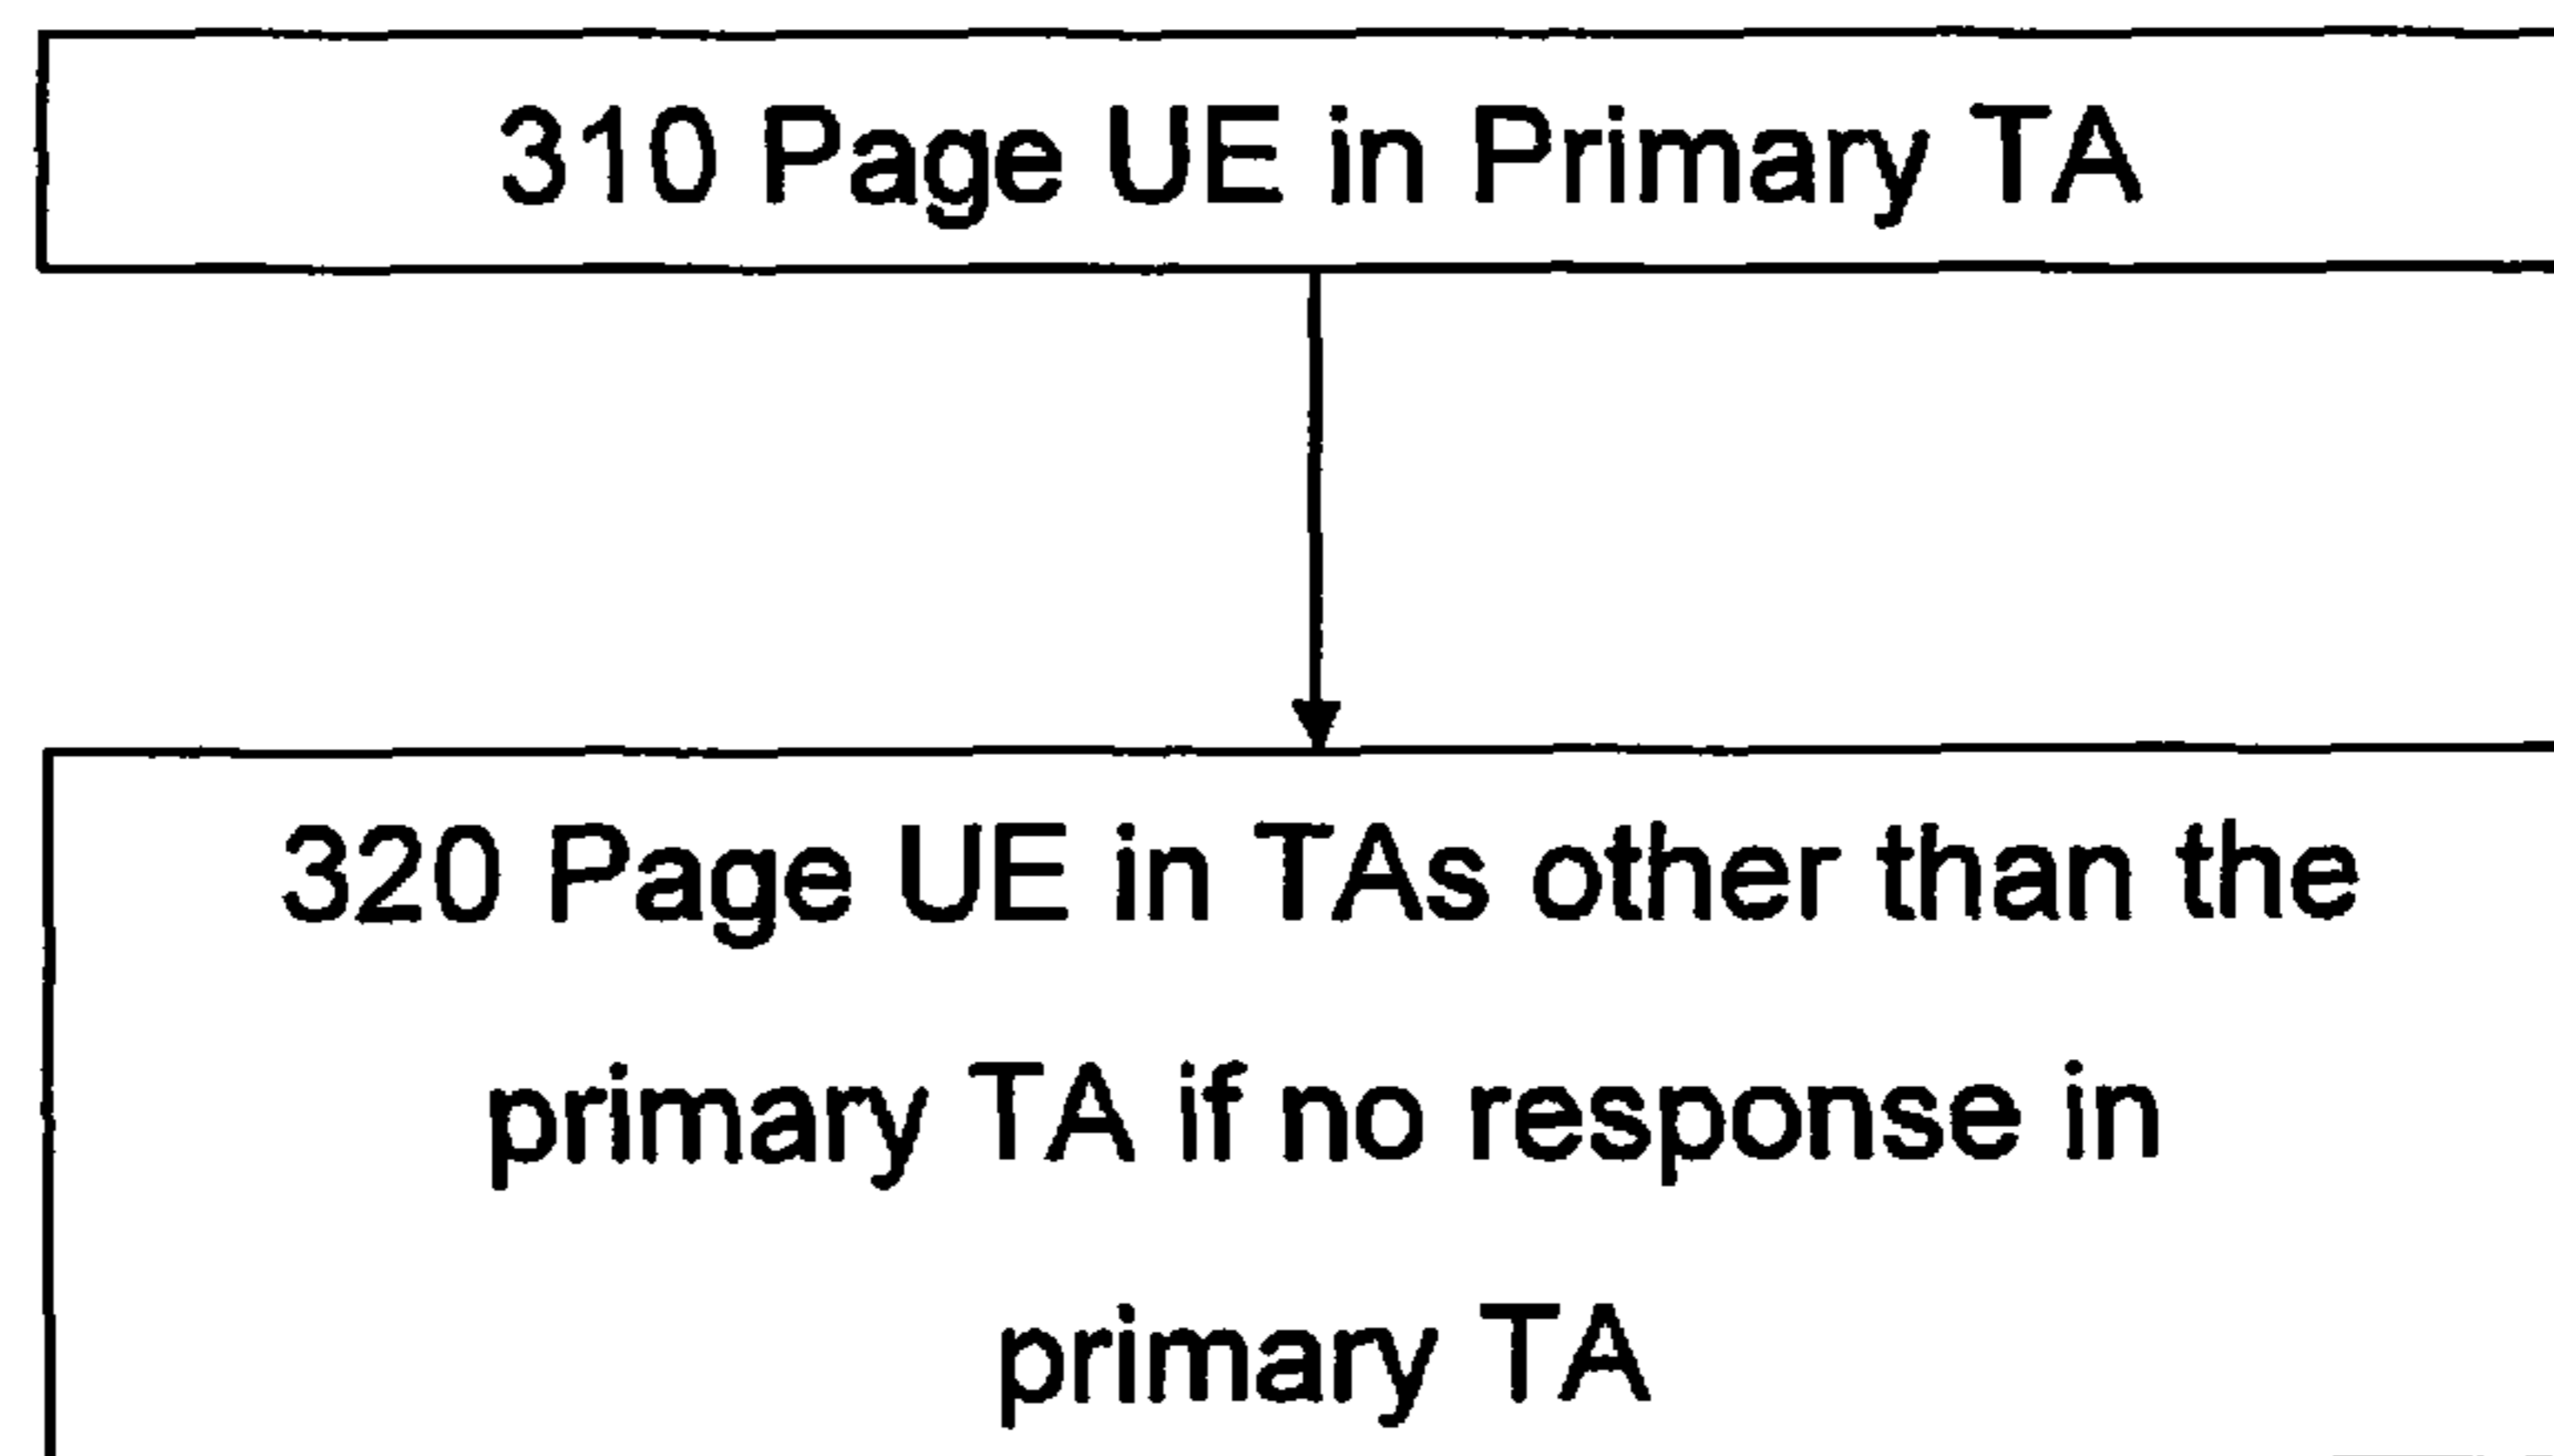 310 Page UE in Primary TA
320 Page UE in TAs other than the
primary TA if no response in
primary TA